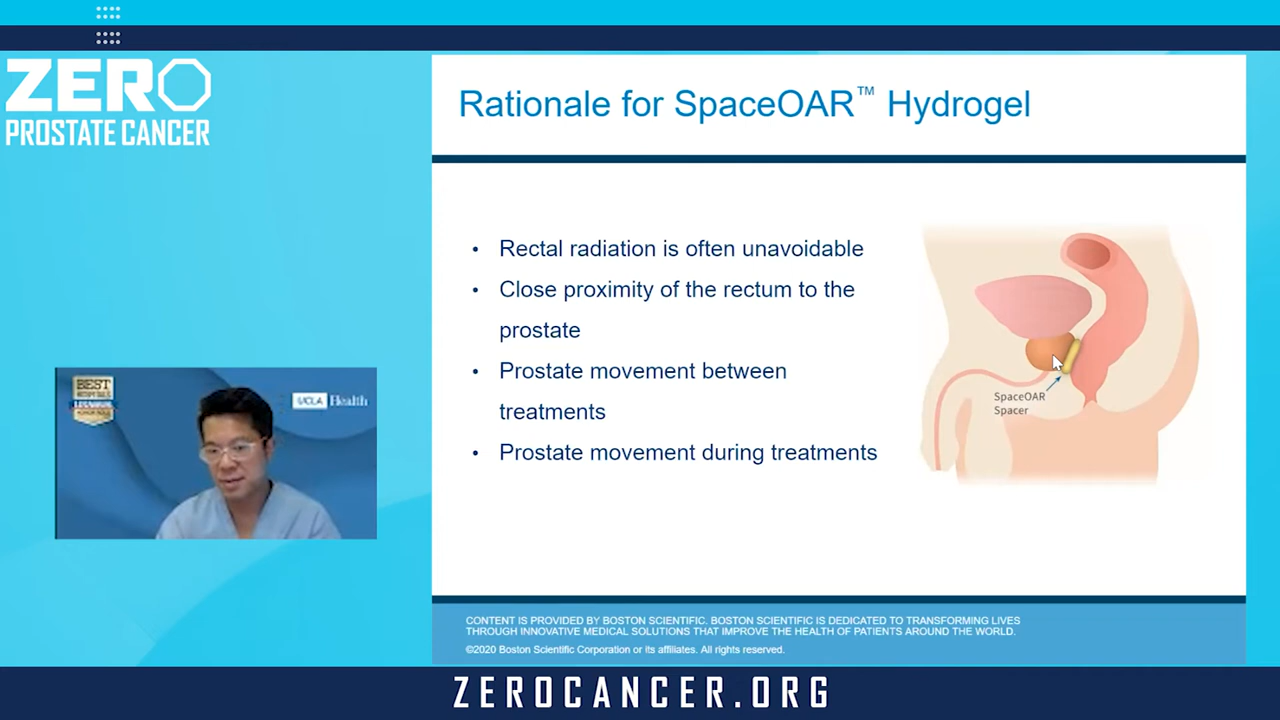 ZERO
PROSTATE CANCER
Rationale for SpaceOAR™ Hydrogel
• Rectal radiation is often unavoidable
• Close proximity of the rectum to the
prostate
• Prostate movement between
treatments
• Prostate movement during treatments
SpaceOAR
Spacer
BEST
HOSPITALS
UCLA Health
CONTENT IS PROVIDED BY BOSTON SCIENTIFIC. BOSTON SCIENTIFIC IS DEDICATED TO TRANSFORMING LIVES
THROUGH INNOVATIVE MEDICAL SOLUTIONS THAT IMPROVE THE HEALTH OF PATIENTS AROUND THE WORLD.
©2020 Boston Scientific Corporation or its affiliates. All rights reserved.
ZEROCANCER.ORG